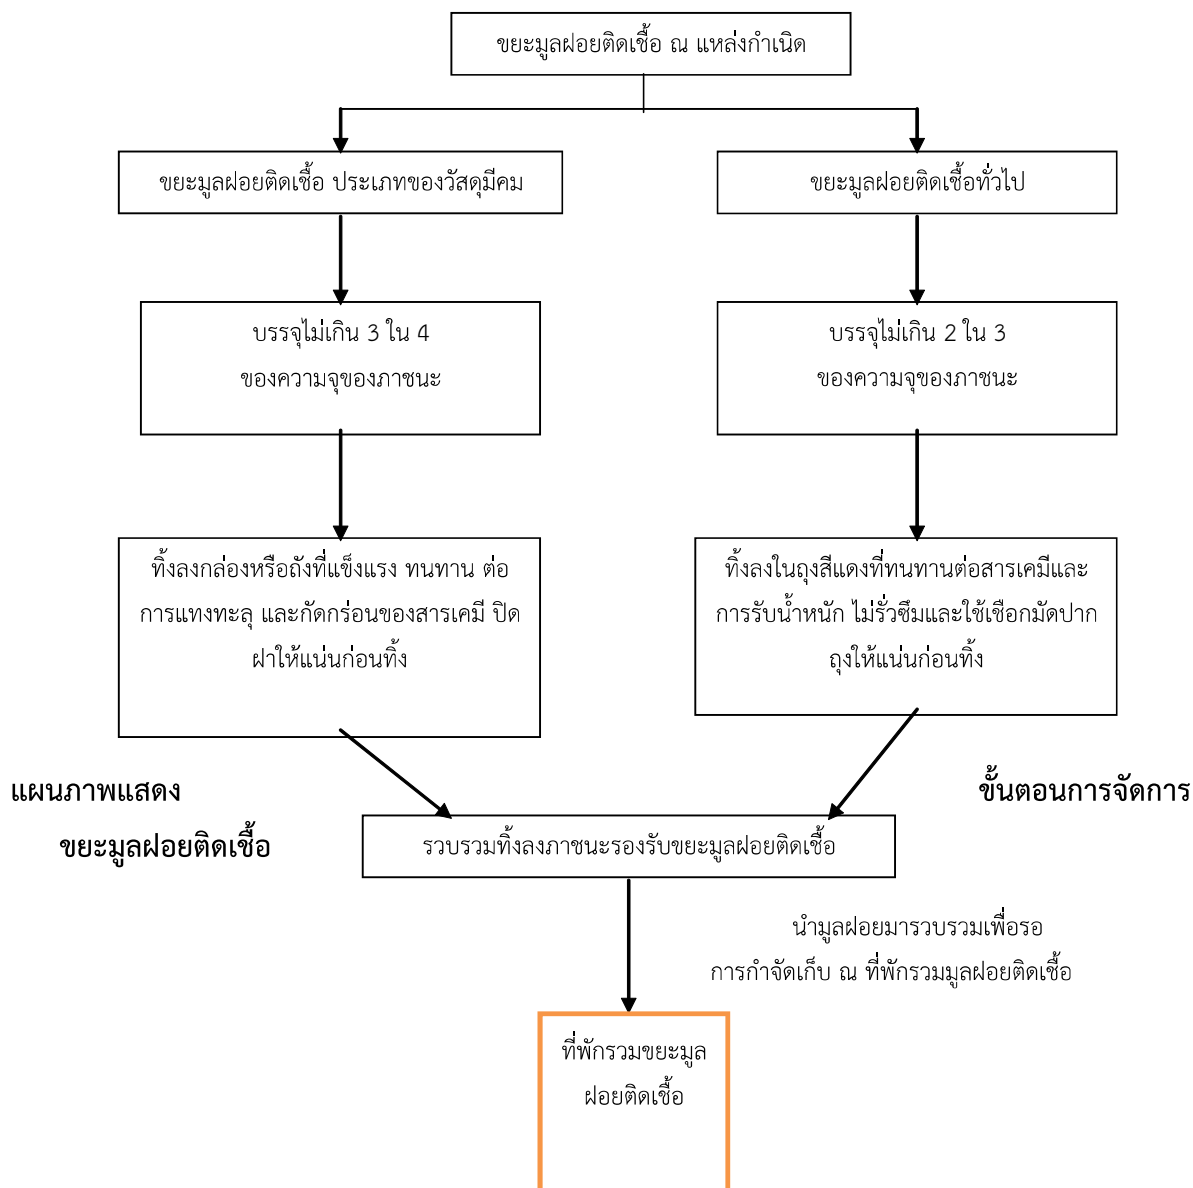 ขยะมูลฝอยติดเชื้อ ณ แหล่งกำเนิด
ขยะมูลฝอยติดเชื้อ ประเภทของวัสดุมีคม
ขยะมูลฝอยติดเชื้อทั่วไป
บรรจุไม่เกิน 3 ใน 4
ของความจุของภาชนะ
บรรจุไม่เกิน 2 ใน 3
ของความจุของภาชนะ
ทิ้งลงกล่องหรือถังที่แข็งแรง ทนทาน ต่อ
การแทงทะลุ และกัดกร่อนของสารเคมี ปิด
ฝาให้แน่นก่อนทิ้ง
ทิ้งลงในถุงสีแดงที่ทนทานต่อสารเคมีและ
การรับน้ำหนัก ไม่รั่วซึมและใช้เชือกมัดปาก
ถุงให้แน่นก่อนทิ้ง
แผนภาพแสดง
ขั้นตอนการจัดการ
ขยะมูลฝอยติดเชื้อ
รวบรวมทิ้งลงภาชนะรองรับขยะมูลฝอยติดเชื้อ
นำมูลฝอยมารวบรวมเพื่อรอ
การกำจัดเก็บ ณ ที่พักรวมมูลฝอยติดเชื้อ
ที่พักรวมขยะมูล
ฝอยติดเชื้อ